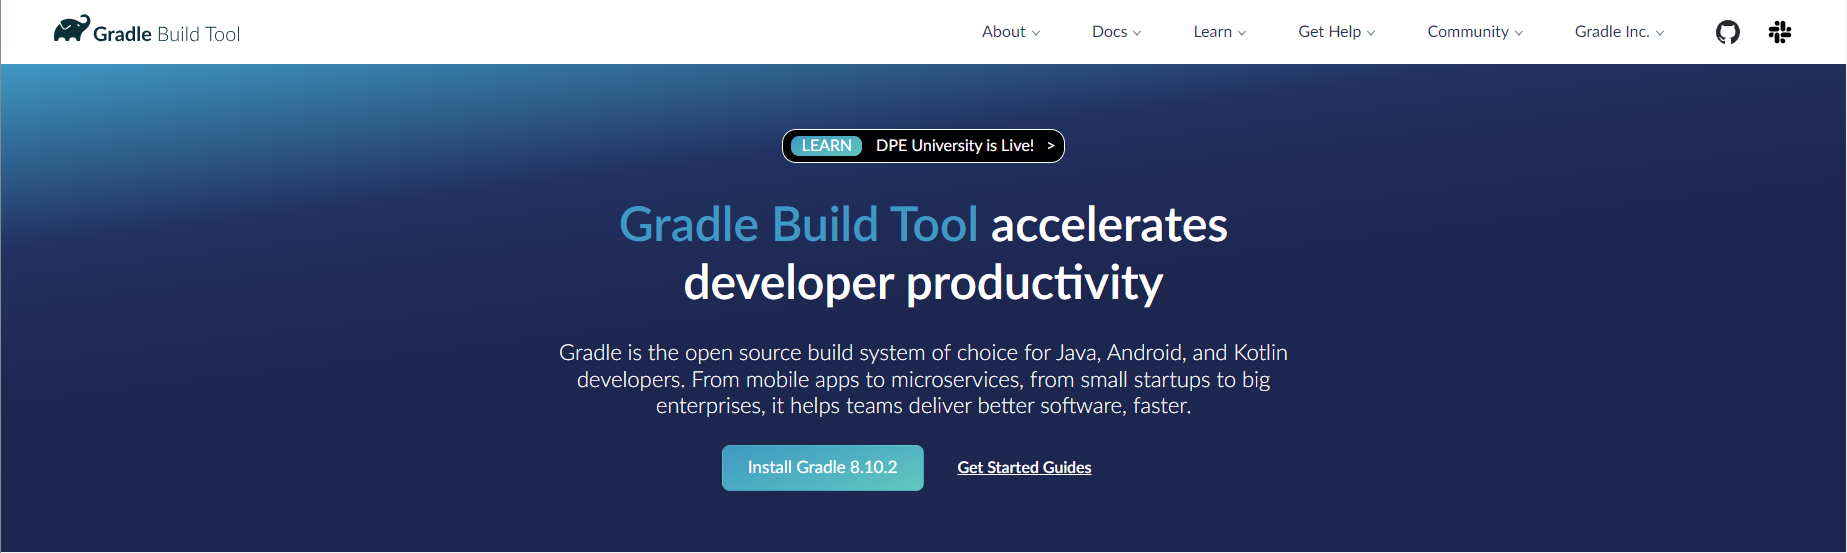 Gradle Build Tool
About
Docs
Learn
Get Help
Community
Gradle Inc.
LEARN DPE University is Live! >
Gradle Build Tool accelerates
developer productivity
Gradle is the open source build system of choice for Java, Android, and Kotlin
developers. From mobile apps to microservices, from small startups to big
enterprises, it helps teams deliver better software, faster.
Install Gradle 8.10.2
Get Started Guides